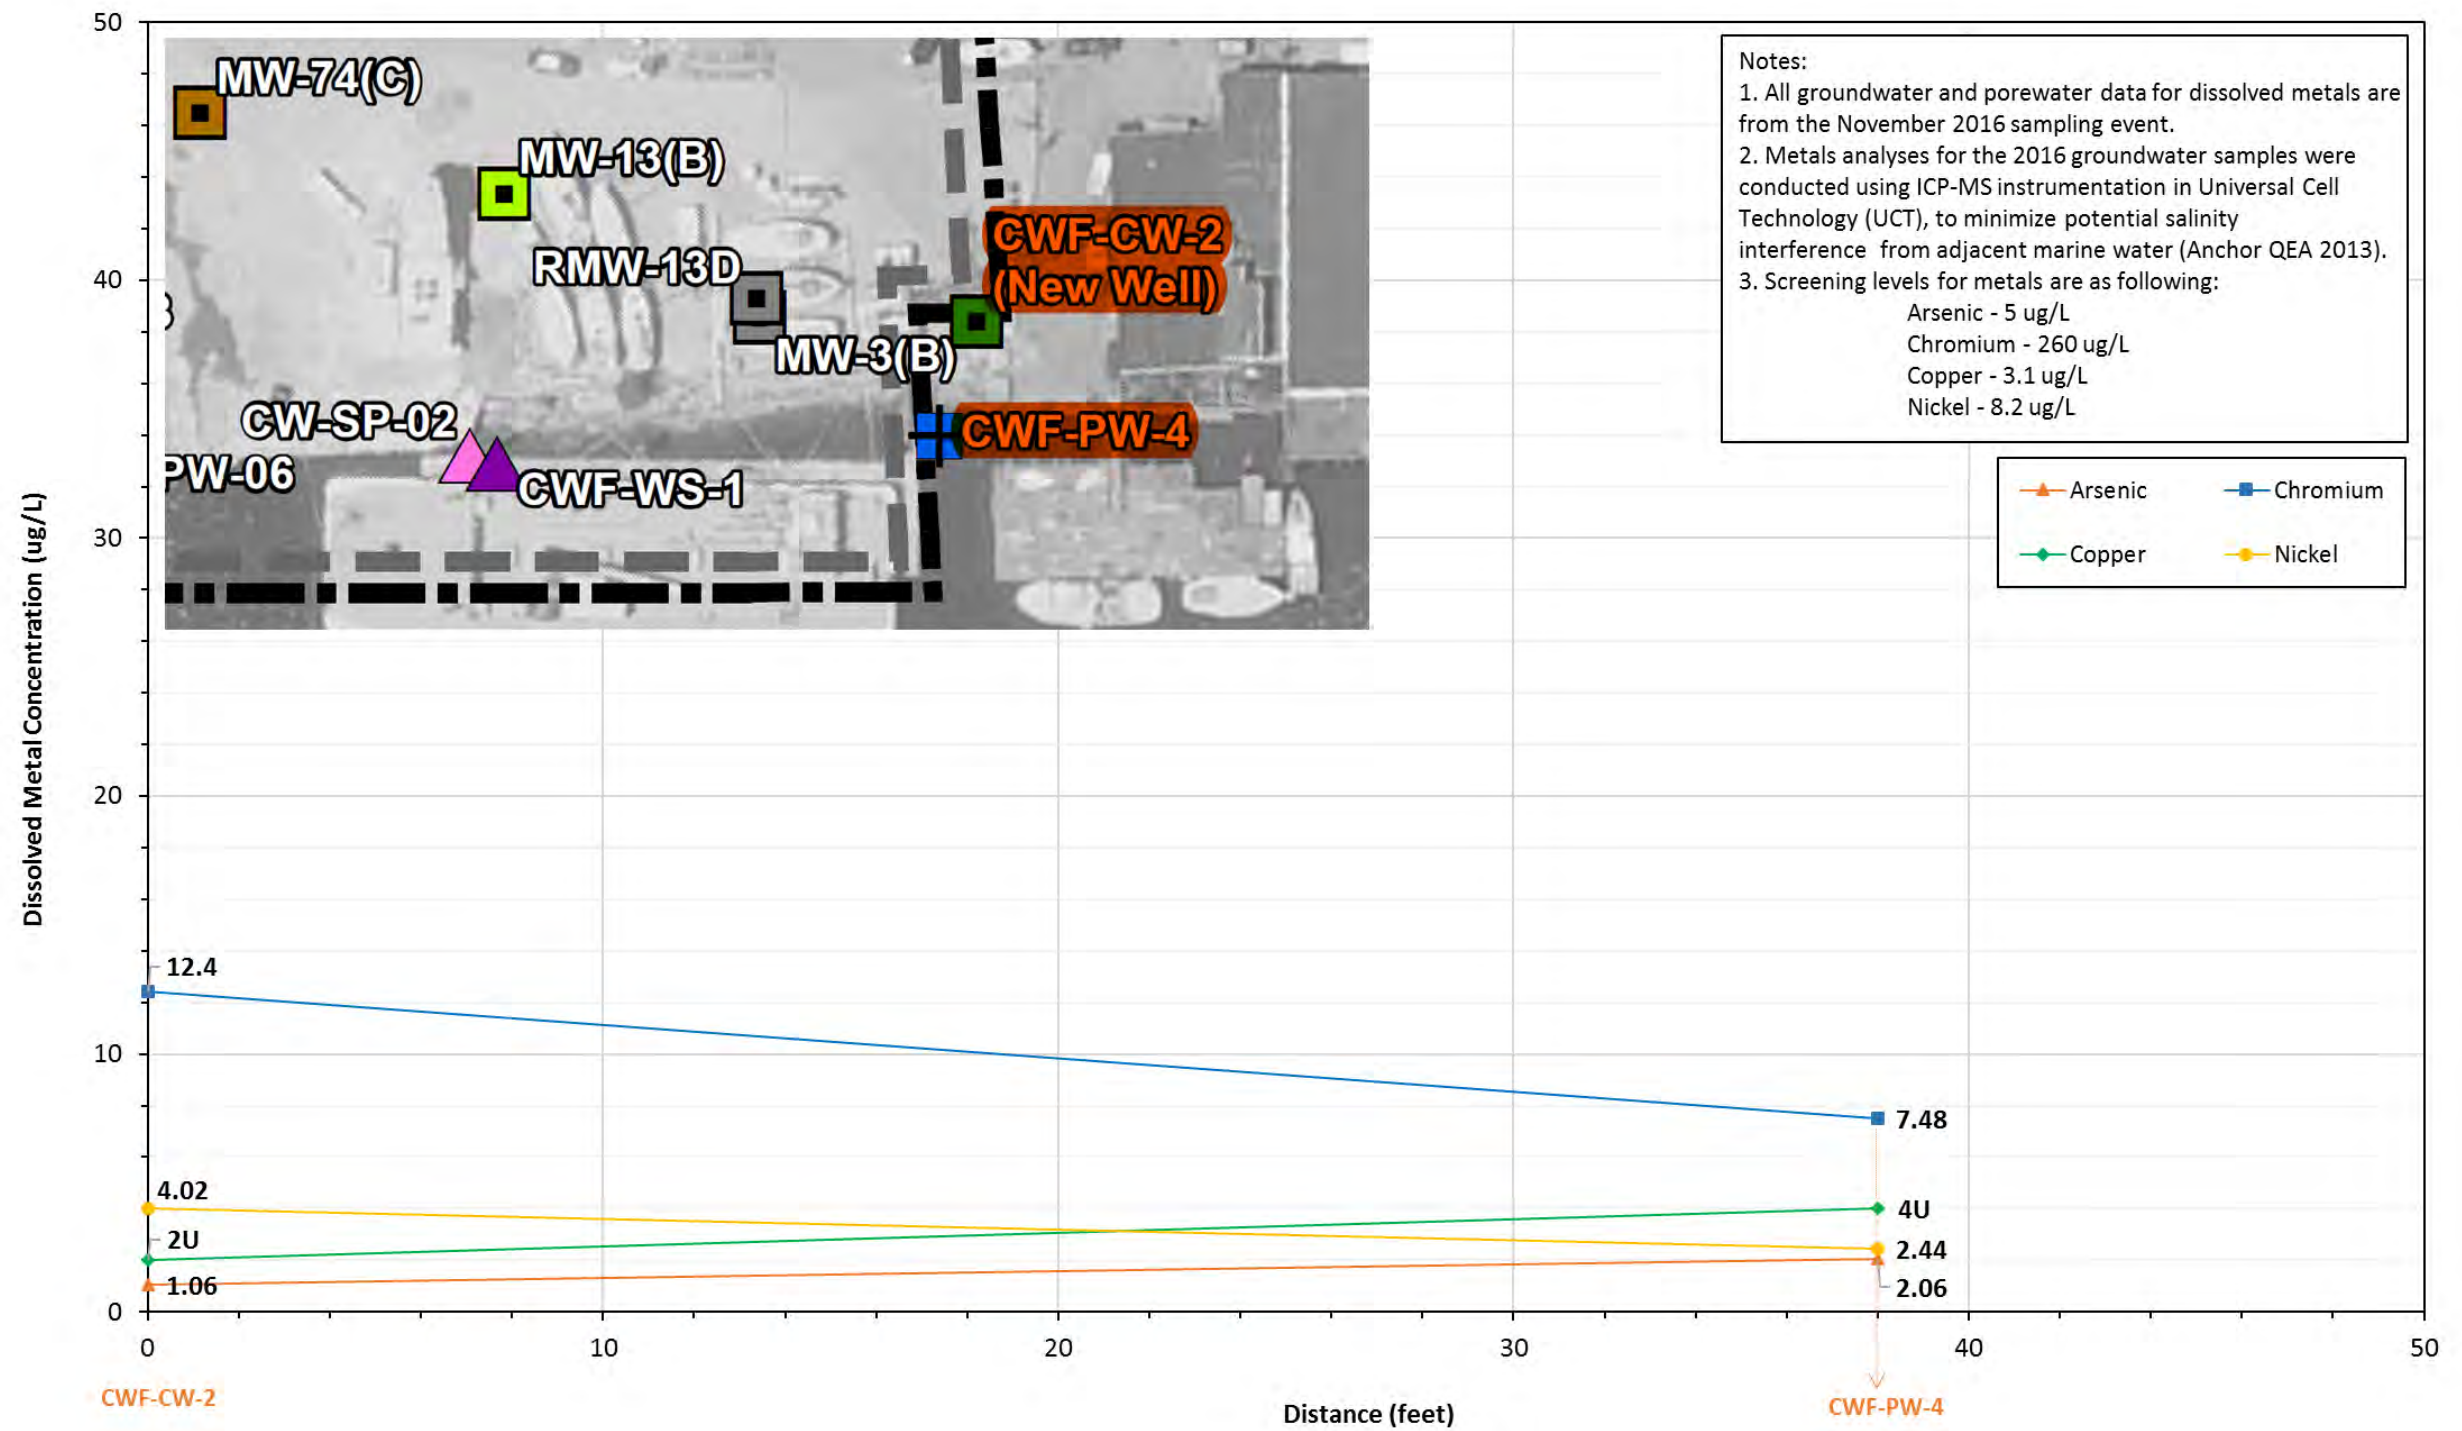 50
40
30
20
10
0
Dissolved Metal Concentration (ug/L)
MW-74(C)
MW-13(B)
RMW-13D
CWF-CW-2
(New Well)
MW-3(B)
CW-SP-02
CWF-PW-4
PW-06
CWF-WS-1
Notes:
1. All groundwater and porewater data for dissolved metals are
from the November 2016 sampling event.
2. Metals analyses for the 2016 groundwater samples were
conducted using ICP-MS instrumentation in Universal Cell
Technology (UCT), to minimize potential salinity
interference from adjacent marine water (Anchor QEA 2013).
3. Screening levels for metals are as following:
Arsenic - 5 ug/L
Chromium - 260 ug/L
Copper - 3.1 ug/L
Nickel - 8.2 ug/L
Arsenic
Chromium
Copper
Nickel
12.4
4.02
2U
1.06
7.48
4U
2.44
2.06
0
10
20
30
40
50
CWF-CW-2
Distance (feet)
CWF-PW-4